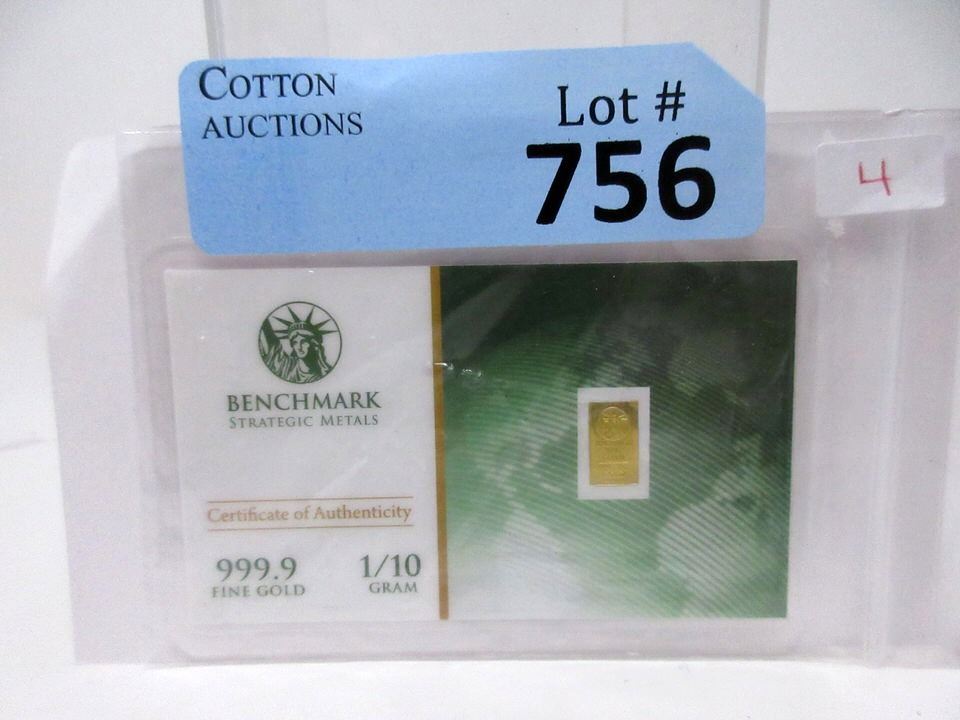 COTTON
AUCTIONS
Lot #
756
4
BENCHMARK
STRATEGIC METALS
Certificate of Authenticity
999.9
FINE GOLD
1/10
GRAM